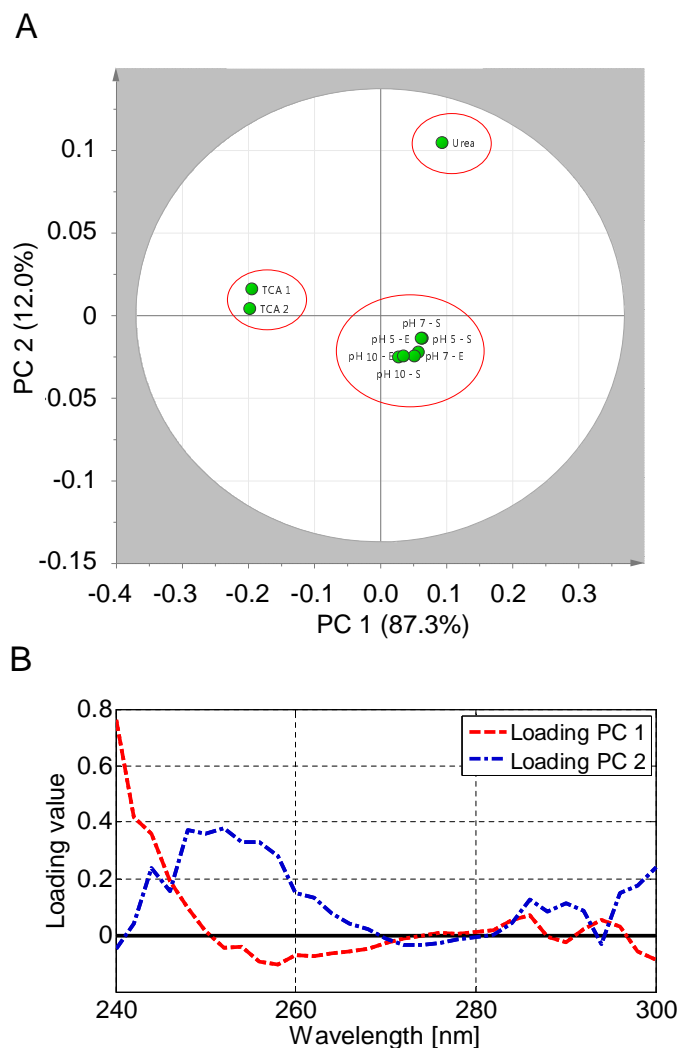 A
0.1
0.05
0
-0.05
-0.1
-0.15
PC 2 (12.0%)
Urea
TCA 1
TCA 2
pH 7 - S
pH 5 - E
pH 5 - S
pH 10 - E
pH 7 - E
pH 10 - S
-0.4
-0.3
-0.2
-0.1
0.0
0.1
0.2
0.3
PC 1 (87.3%)
B
0.8
0.6
0.4
0.2
0
Loading value
Loading PC 1
Loading PC 2
240
260
280
300
Wavelength [nm]